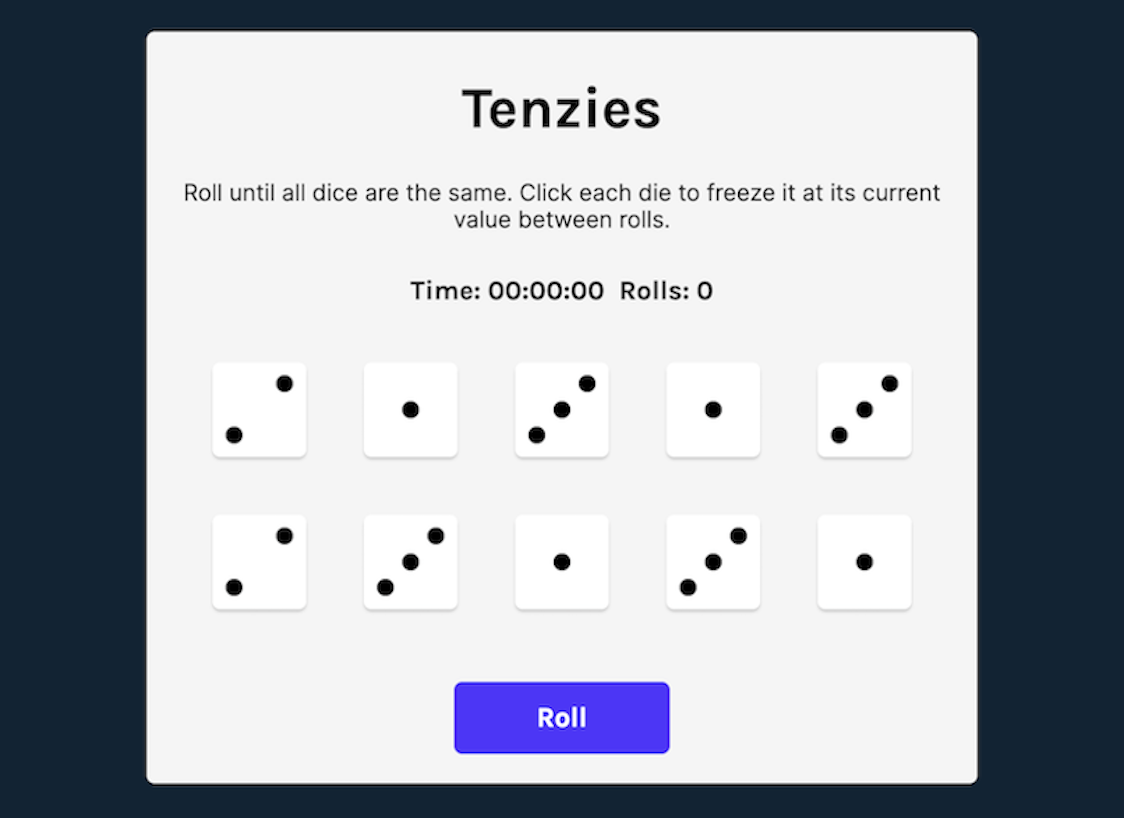 Tenzies
Roll until all dice are the same. Click each die to freeze it at its current
value between rolls.
Time: 00:00:00 Rolls: 0
Roll